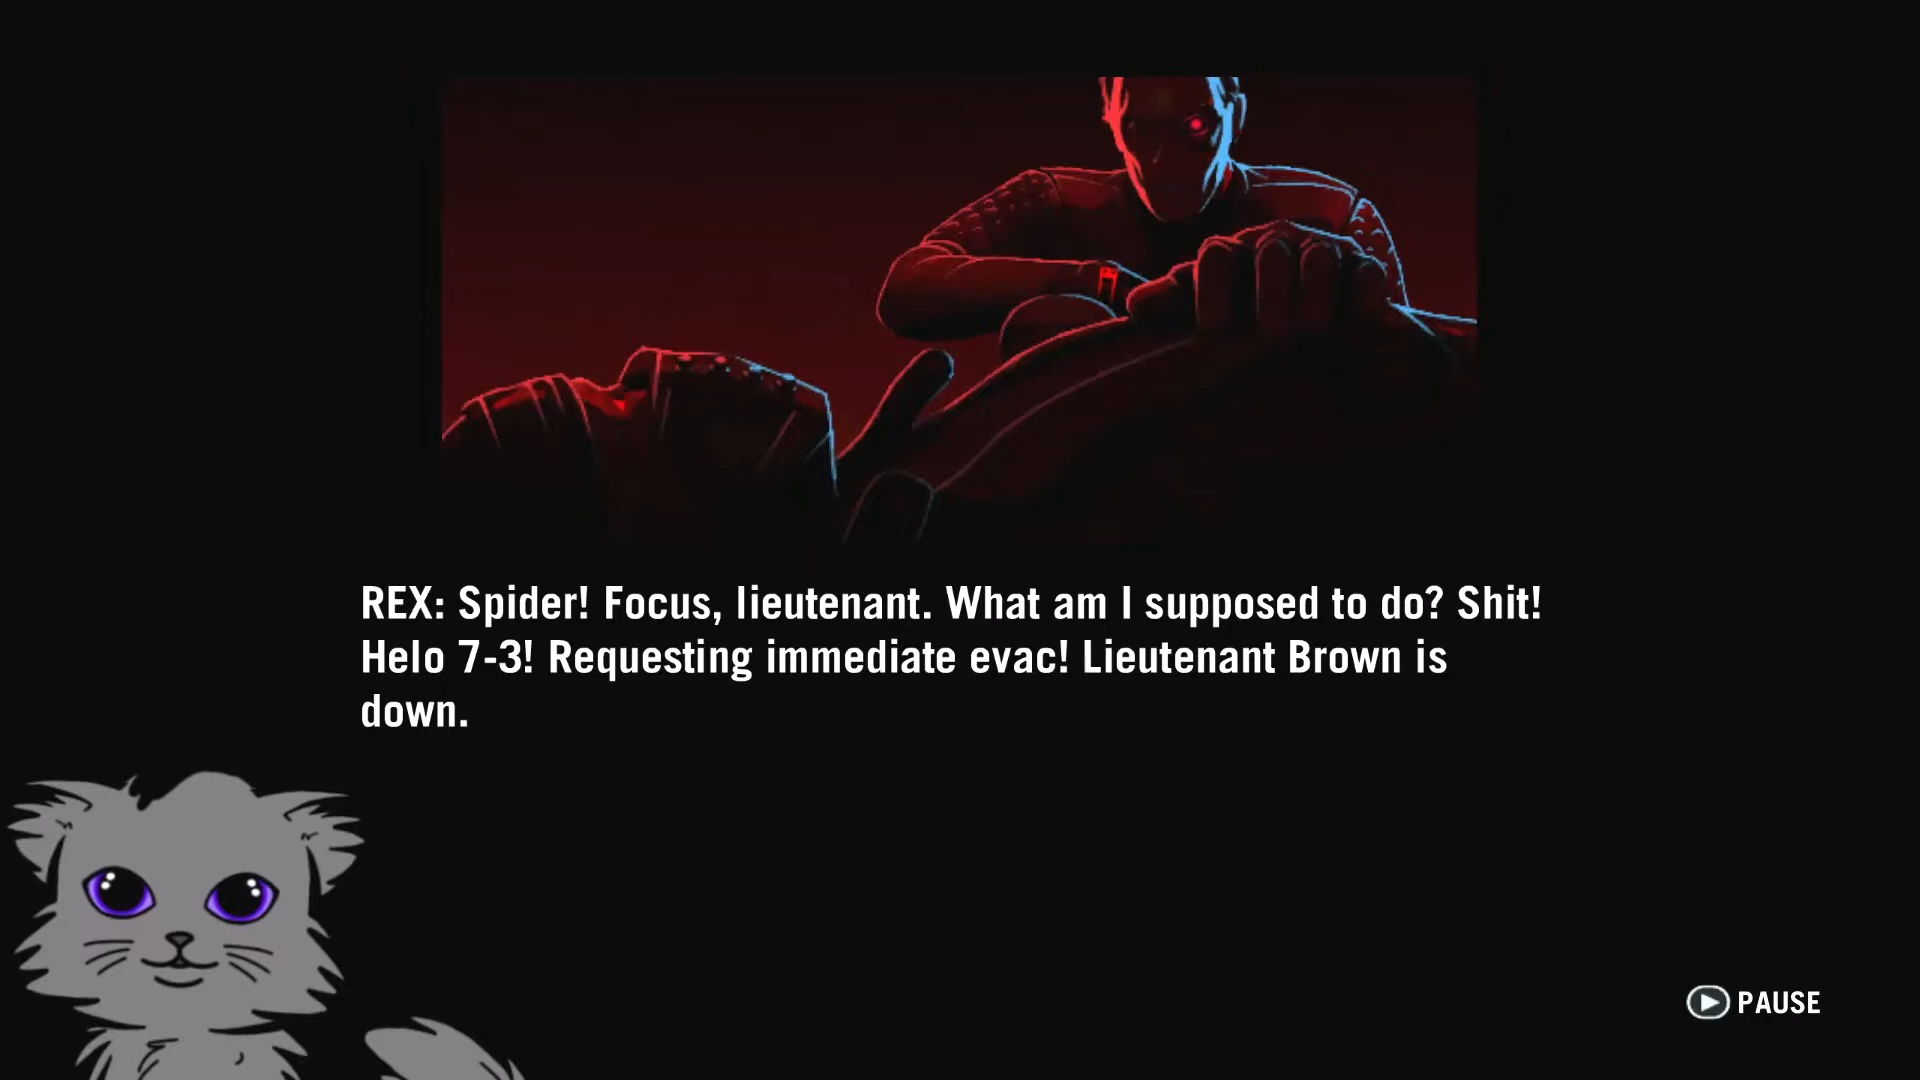 REX: Spider! Focus, lieutenant. What am I supposed to do? Shit!
Helo 7-3! Requesting immediate evac! Lieutenant Brown is
down.
PAUSE